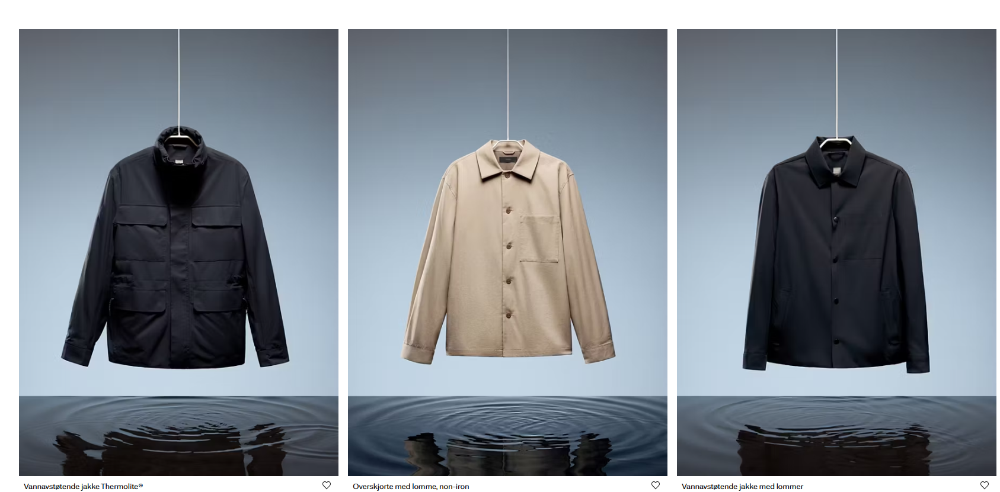 Vannavstøtende jakke Thermolite®
Overskjorte med lomme, non-iron
Vannavstøtende jakke med lommer